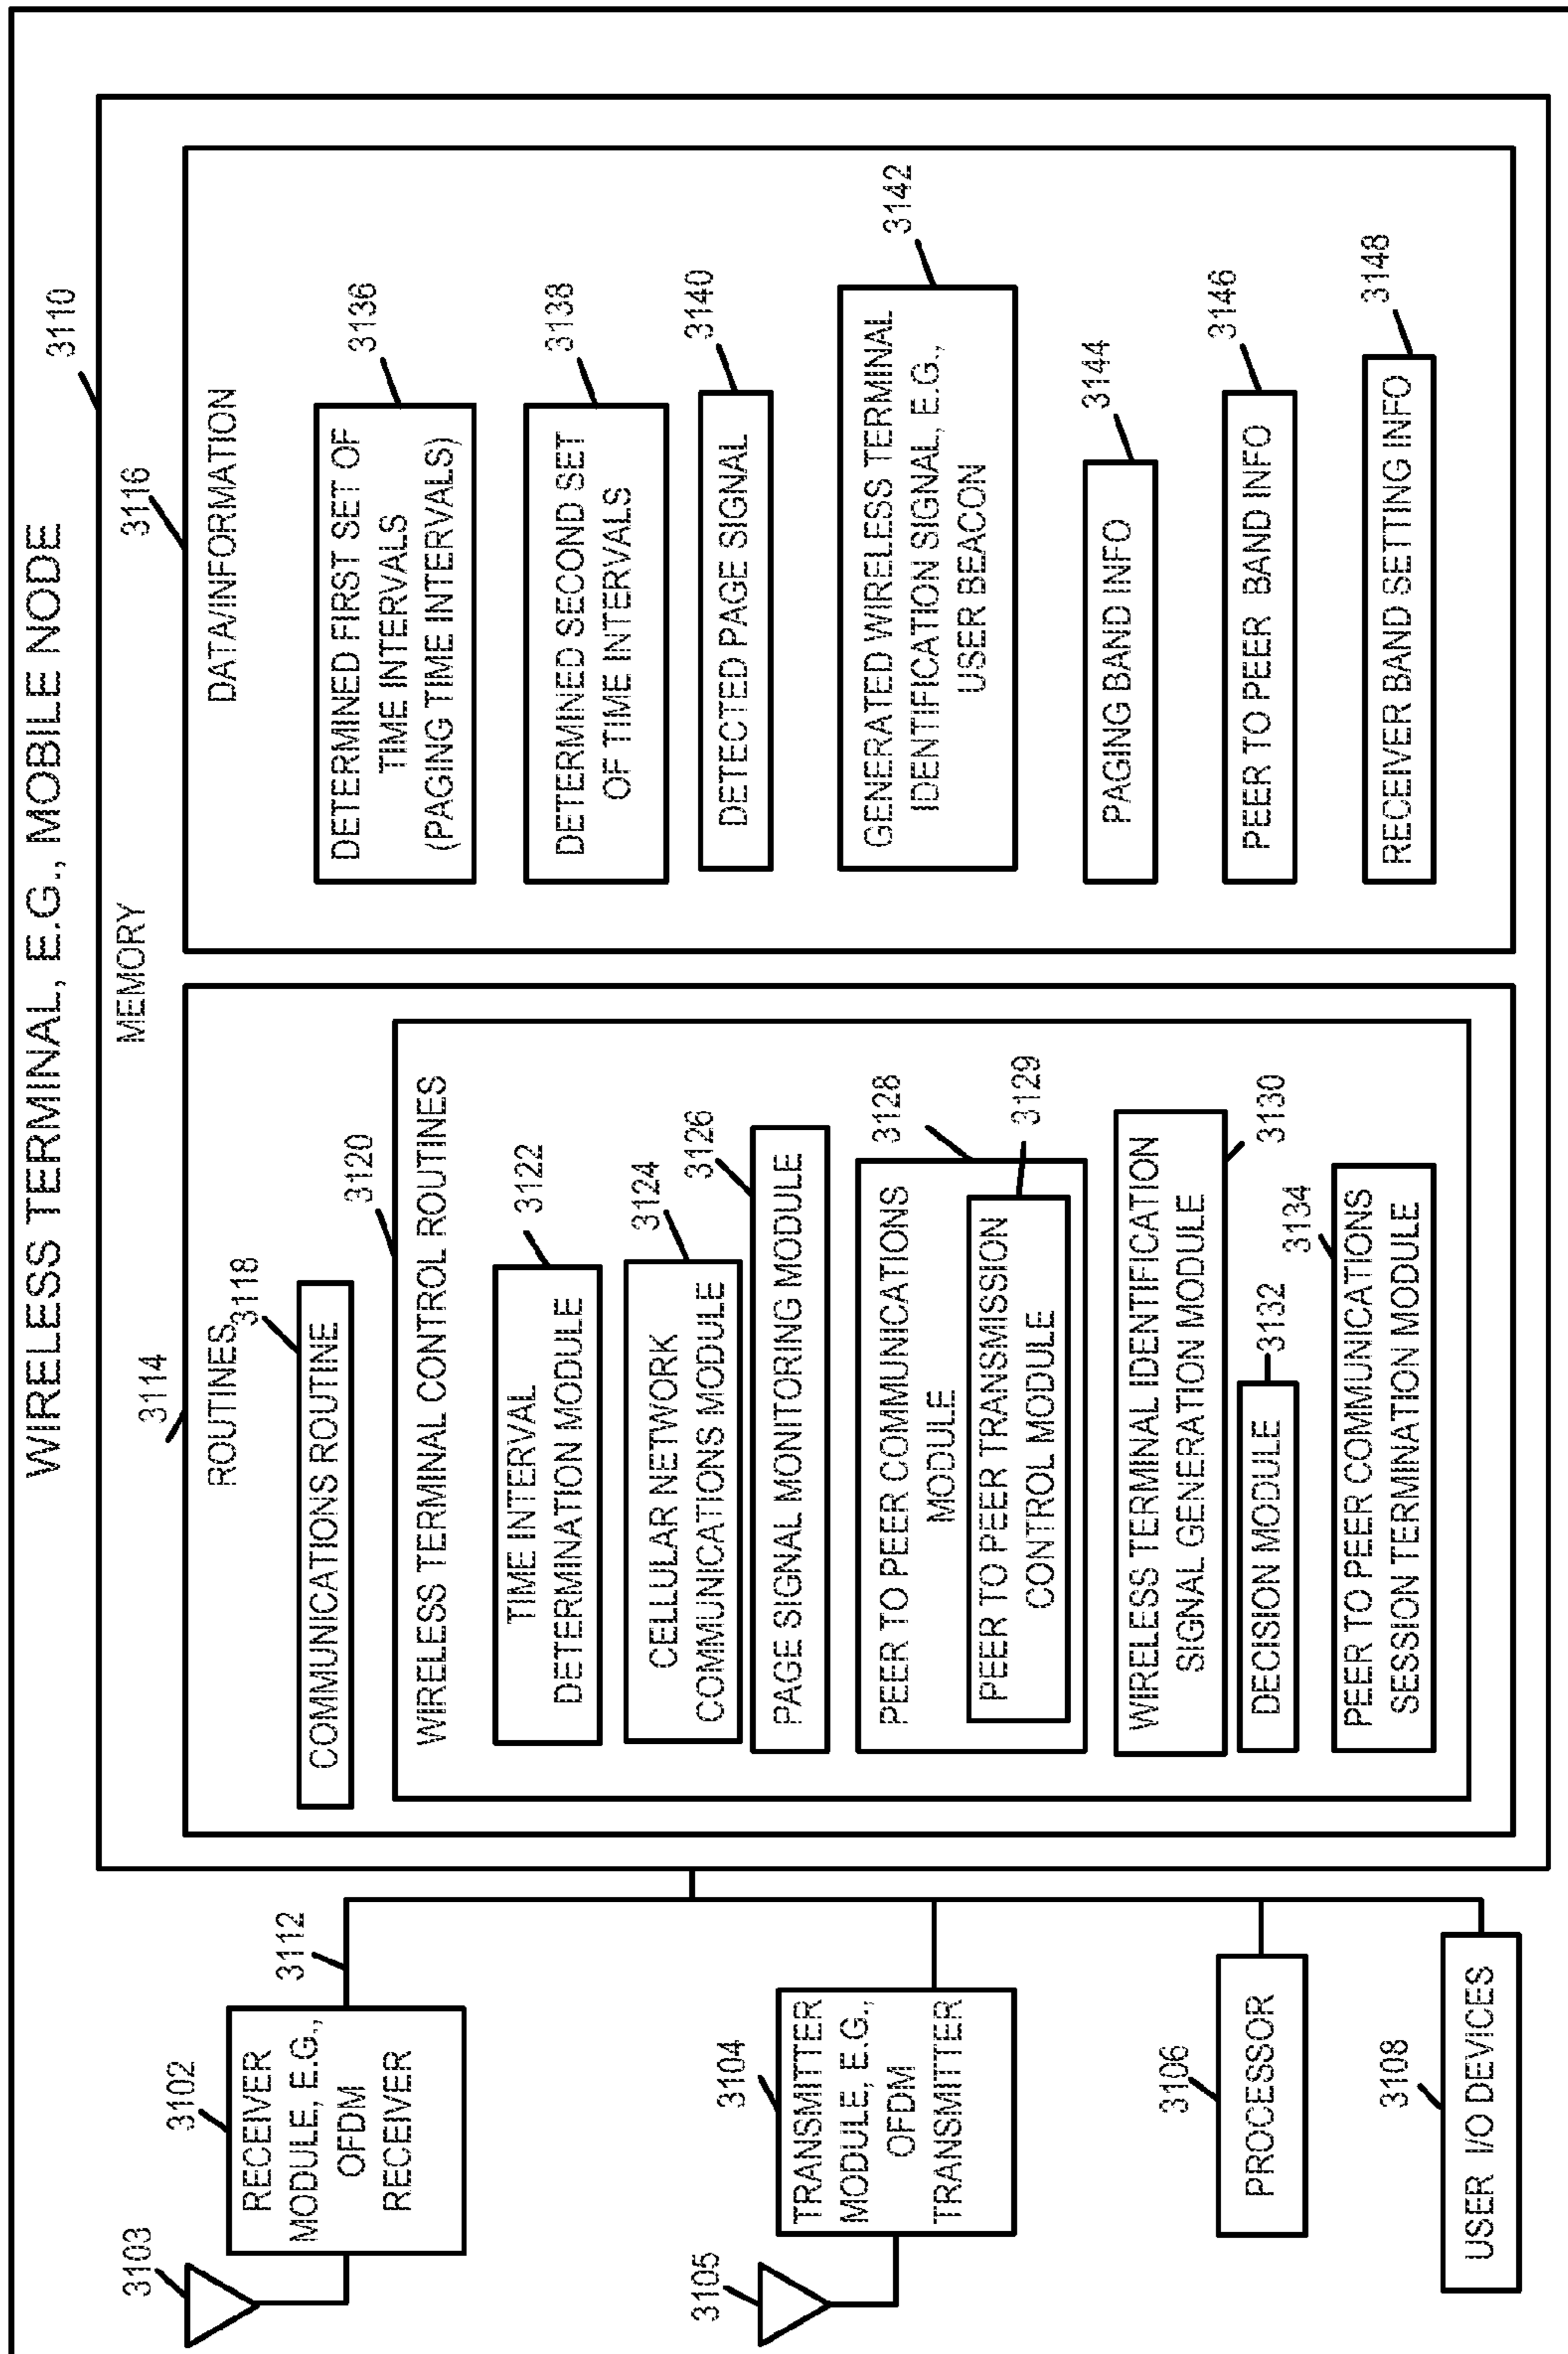 WIRELESS TERMINAL, E.G., MOBILE NODE
3110
MEMORY
3103
3102
RECEIVER
MODULE, E.G.,
OFDM
RECEIVER
3112
3105
3104
TRANSMITTER
MODULE, E.G.,
OFDM
TRANSMITTER
3106
PROCESSOR
3108
USER I/O DEVICES
3114
ROUTINES
3118
COMMUNICATIONS ROUTINE
3120
WIRELESS TERMINAL CONTROL ROUTINES
3122
TIME INTERVAL
DETERMINATION MODULE
3124
CELLULAR NETWORK
COMMUNICATIONS MODULE
3126
PAGE SIGNAL MONITORING MODULE
3128
PEER TO PEER COMMUNICATIONS
MODULE
3129
PEER TO PEER TRANSMISSION
CONTROL MODULE
3130
WIRELESS TERMINAL IDENTIFICATION
SIGNAL GENERATION MODULE
DECISION MODULE
3132
3134
PEER TO PEER COMMUNICATIONS
SESSION TERMINATION MODULE
3116
DATA/INFORMATION
3136
DETERMINED FIRST SET OF
TIME INTERVALS
(PAGING TIME INTERVALS)
3138
DETERMINED SECOND SET
OF TIME INTERVALS
3140
DETECTED PAGE SIGNAL
3142
GENERATED WIRELESS TERMINAL
IDENTIFICATION SIGNAL, E.G.,
USER BEACON
3144
PAGING BAND INFO
3146
PEER TO PEER BAND INFO
3148
RECEIVER BAND SETTING INFO